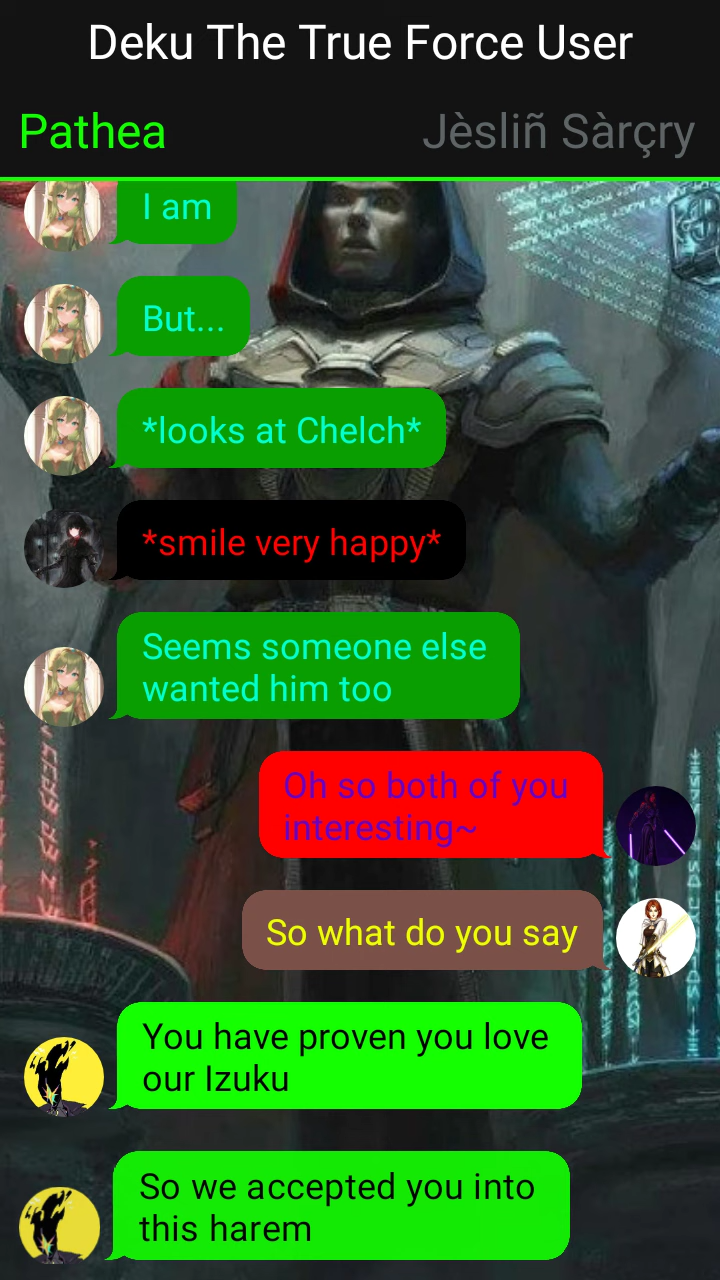 Deku The True Force User
Pathea
Jèsliñ Sàrçry
I am
But...
*looks at Chelch*
*smile very happy*
Seems someone else
wanted him too
Oh so both of you
interesting~
So what do you say
You have proven you love
our Izuku
So we accepted you into
this harem